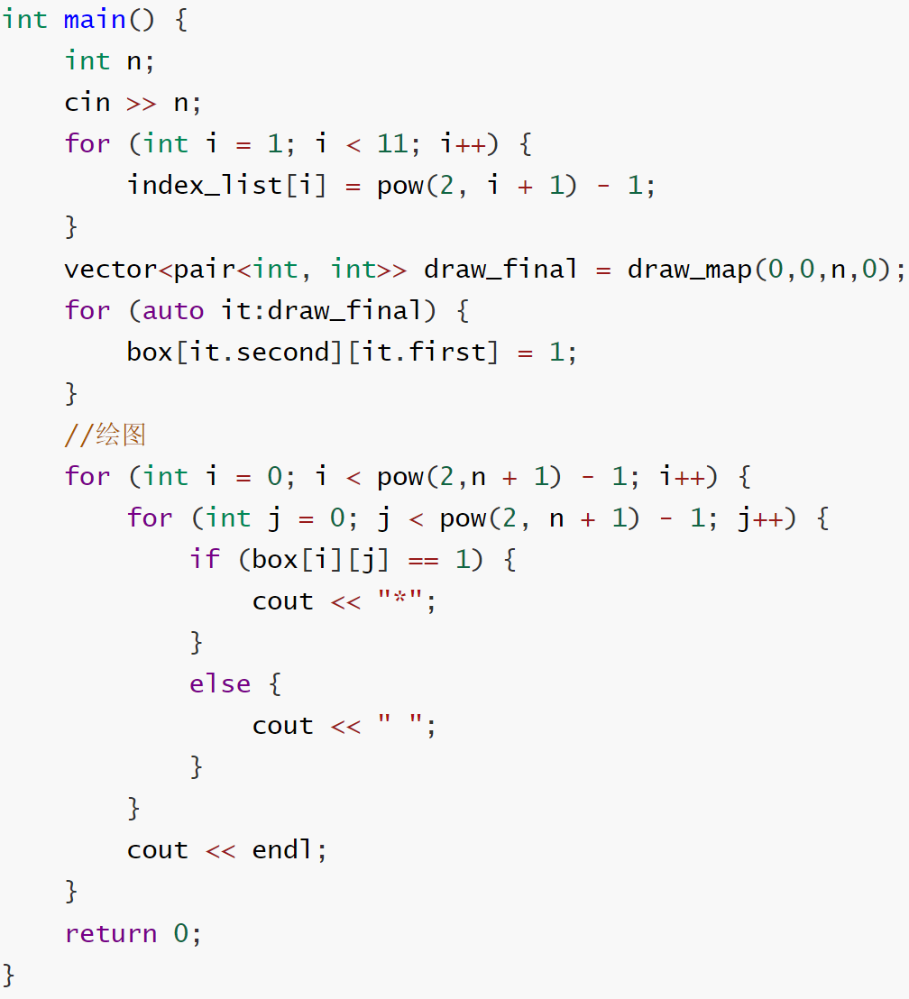 int main() {
    int n;
    cin >> n;
    for (int i = 1; i < 11; i++) {
        index_list[i] = pow(2, i + 1) - 1;
    }
    vector<pair<int, int>> draw_final = draw_map(0,0,n,0);
    for (auto it:draw_final) {
        box[it.second][it.first] = 1;
    }
    //绘图
    for (int i = 0; i < pow(2,n + 1) - 1; i++) {
        for (int j = 0; j < pow(2, n + 1) - 1; j++) {
            if (box[i][j] == 1) {
                cout << "*";
            }
            else {
                cout << " ";
            }
        }
        cout << endl;
    }
    return 0;
}